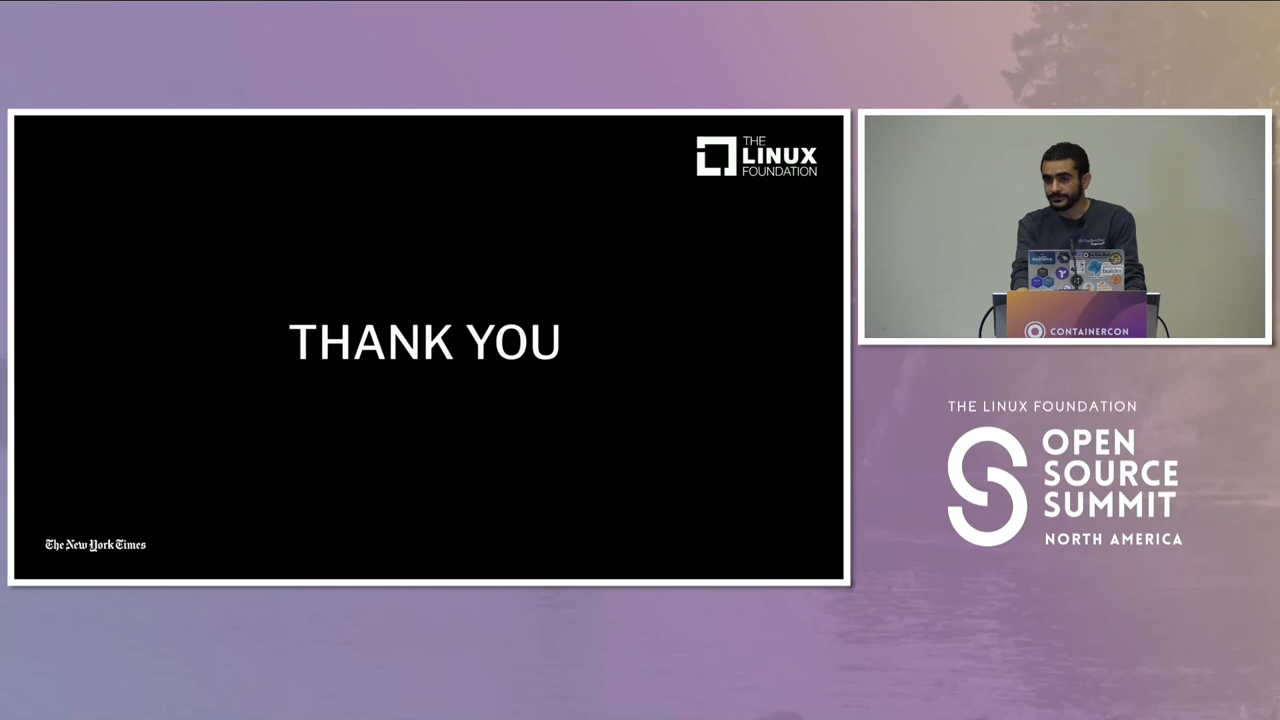 THE
LINUX
FOUNDATION
THANK YOU
The New York Times
CONTAINERCON
THE LINUX FOUNDATION
OPEN
SOURCE
SUMMIT
NORTH AMERICA